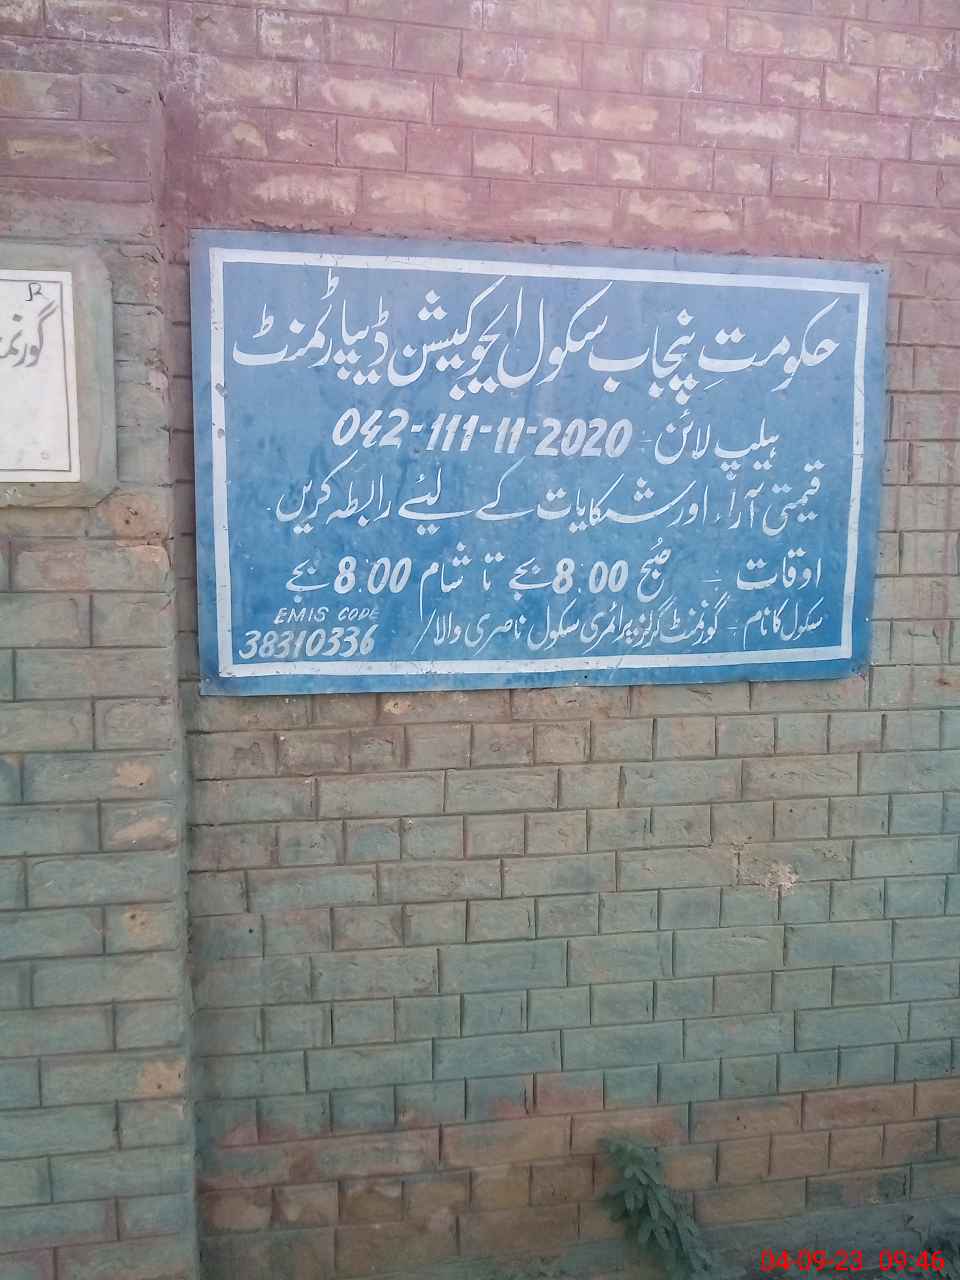 حکومتِ پنجاب سکول ایجوکیشن ڈیپارٹمنٹ
ہیلپ لائن - 042-111-11-2020
قیمتی آراء اور شکایات کے لیئے رابطہ کریں
اوقات - صُبح 8:00 بجے تا شام 8:00 بجے
سکول کا نام - گورنمنٹ گرلز پرائمری سکول ناصری والا/
EMIS CODE
38310336
04-09-23 09:46